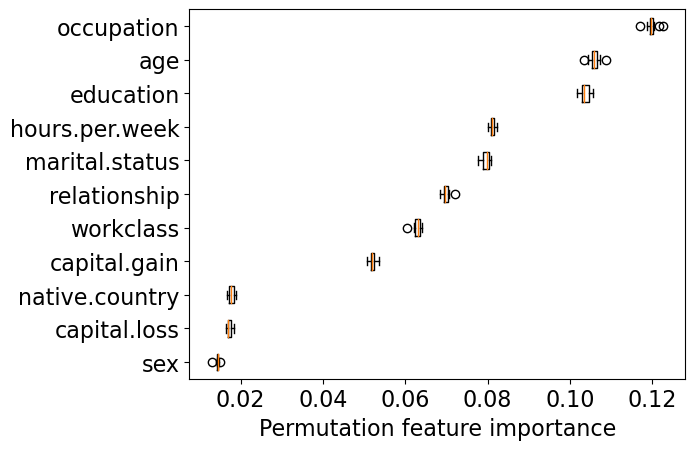 occupation
age
education
hours.per.week
marital.status
relationship
workclass
capital.gain
native.country
capital.loss
sex
0.02 0.04 0.06 0.08 0.10 0.12
Permutation feature importance